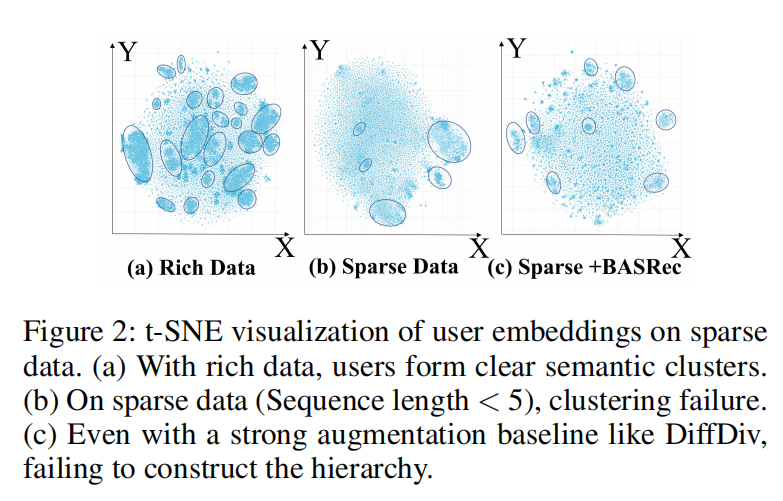 Y
Y
Y
X
X
X
(a) Rich Data
(b) Sparse Data
(c) Sparse +BASRec
Figure 2: t-SNE visualization of user embeddings on sparse
data. (a) With rich data, users form clear semantic clusters.
(b) On sparse data (Sequence length < 5), clustering failure.
(c) Even with a strong augmentation baseline like DiffDiv,
failing to construct the hierarchy.